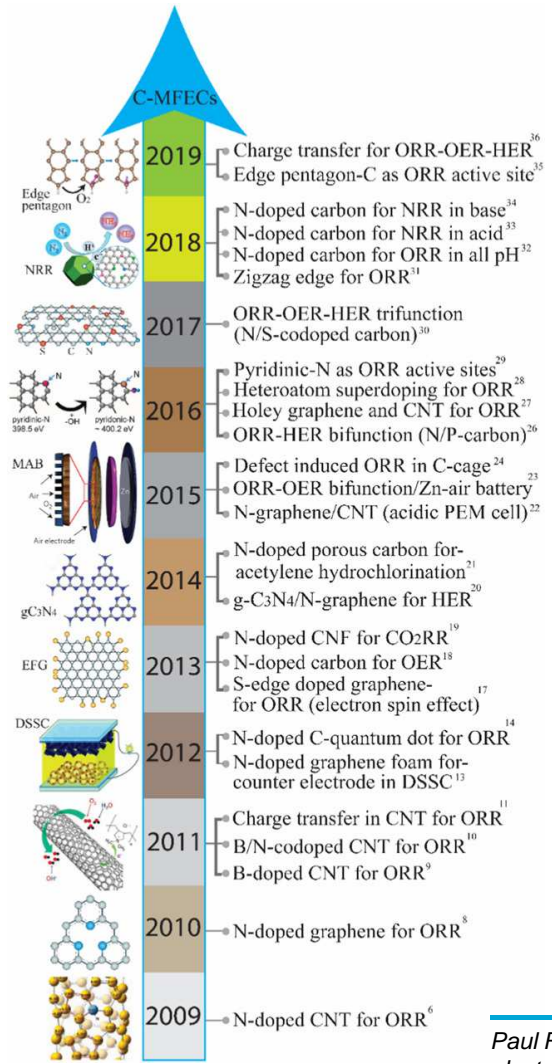 C-MFECs
2019
Charge transfer for ORR-OER-HER36
Edge pentagon-C as ORR active site35
Edge
pentagon
O2
2018
N-doped carbon for NRR in base34
N-doped carbon for NRR in acid33
N-doped carbon for ORR in all pH32
Zigzag edge for ORR31
N2
N2
H+
e-
NRR
2017
ORR-OER-HER trifunction
(N/S-codoped carbon)30
S C N
2016
Pyridinic-N as ORR active sites29
Heteroatom superdoping for ORR28
Holey graphene and CNT for ORR27
ORR-HER bifunction (N/P-carbon)26
N
N
pyridinic-N
398.5 eV
-OH
pyridonic-N
~ 400.2 eV
2015
Defect induced ORR in C-cage24
ORR-OER bifunction/Zn-air battery23
N-graphene/CNT (acidic PEM cell)22
MAB
Air
O2
Zn
Air electrode
2014
N-doped porous carbon for-
acetylene hydrochlorination21
g-C3N4/N-graphene for HER20
gC3N4
2013
N-doped CNF for CO2RR19
N-doped carbon for OER18
S-edge doped graphene-
for ORR (electron spin effect)17
EFG
2012
N-doped C-quantum dot for ORR14
N-doped graphene foam for-
counter electrode in DSSC13
DSSC
2011
Charge transfer in CNT for ORR11
B/N-codoped CNT for ORR10
B-doped CNT for ORR9
O2
H2O
2010
N-doped graphene for ORR8
2009
N-doped CNT for ORR6